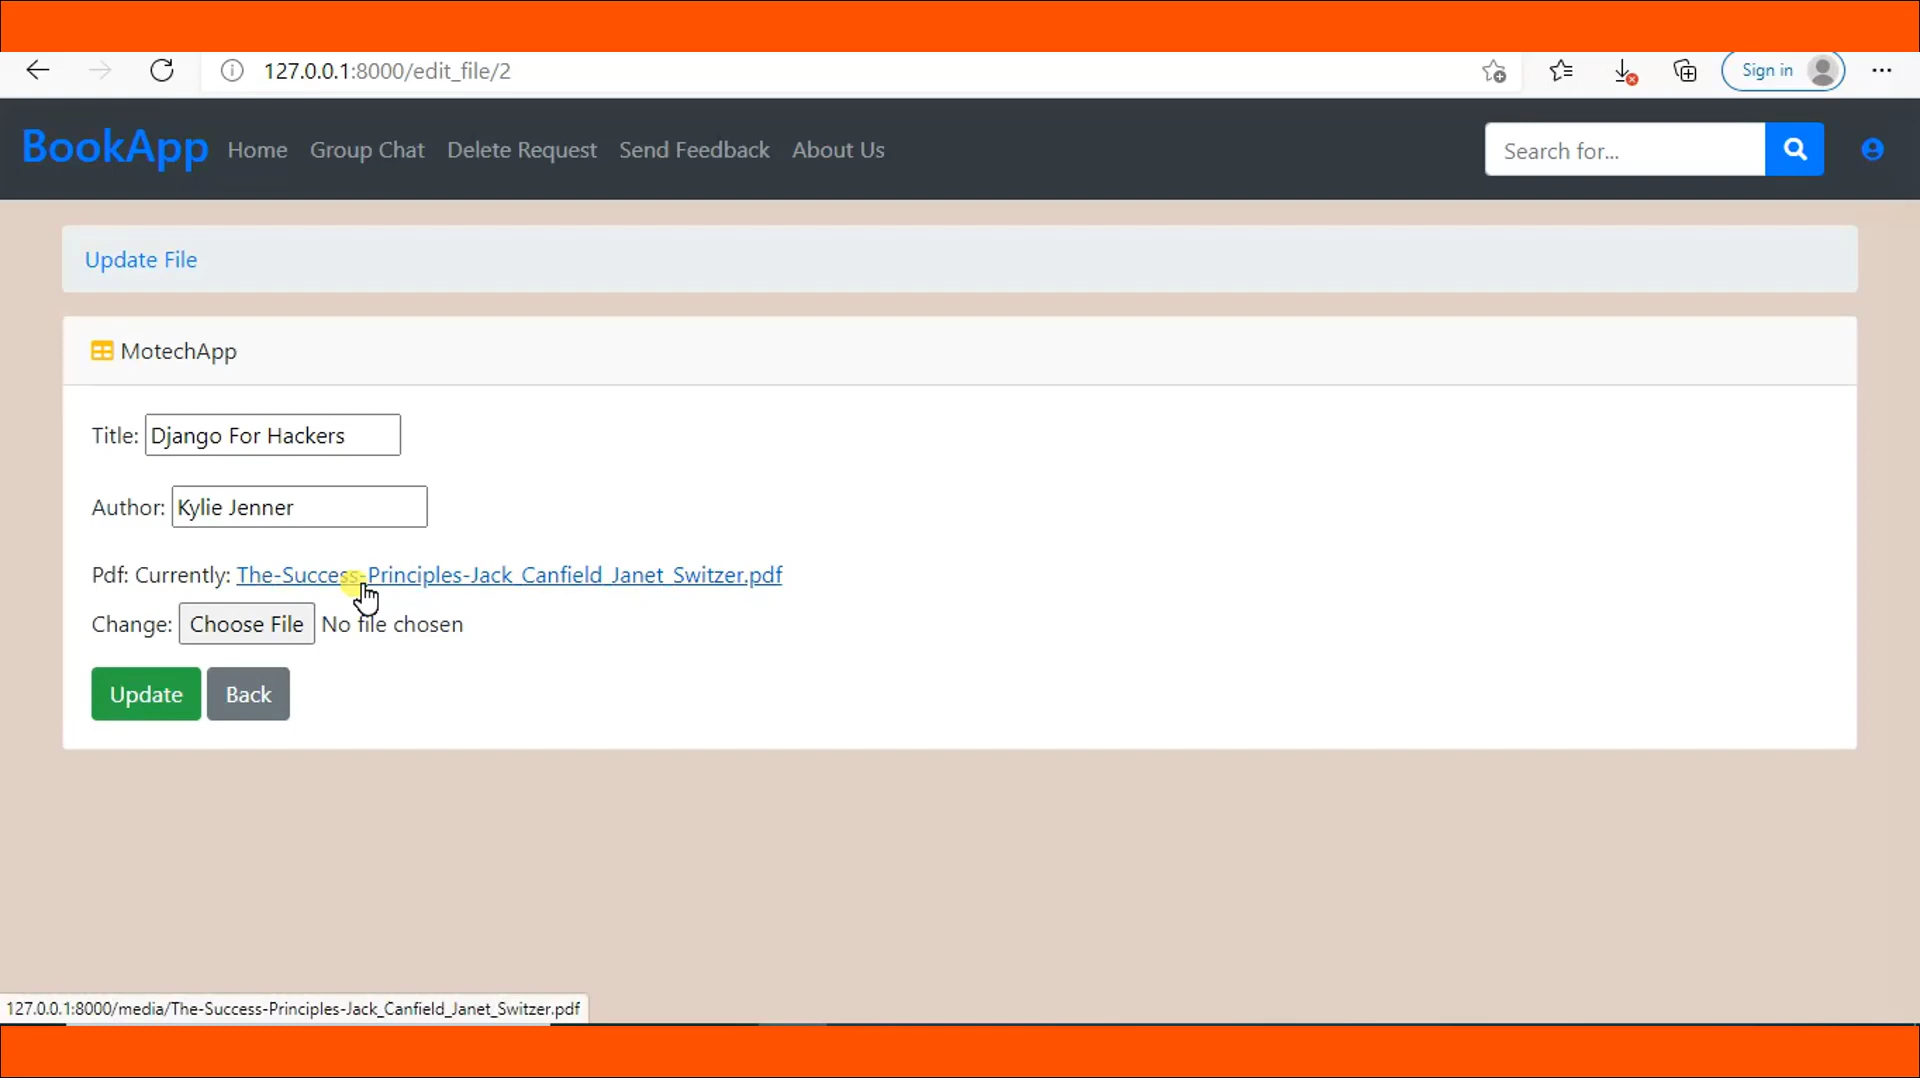 127.0.0.1:8000/edit_file/2
Sign in
BookApp Home Group Chat Delete Request Send Feedback About Us
Search for...
Update File
MotechApp
Title: Django For Hackers
Author: Kylie Jenner
Pdf: Currently: The-Success-Principles-Jack_Canfield_Janet_Switzer.pdf
Change: Choose File No file chosen
Update Back
127.0.0.1:8000/media/The-Success-Principles-Jack_Canfield_Janet_Switzer.pdf